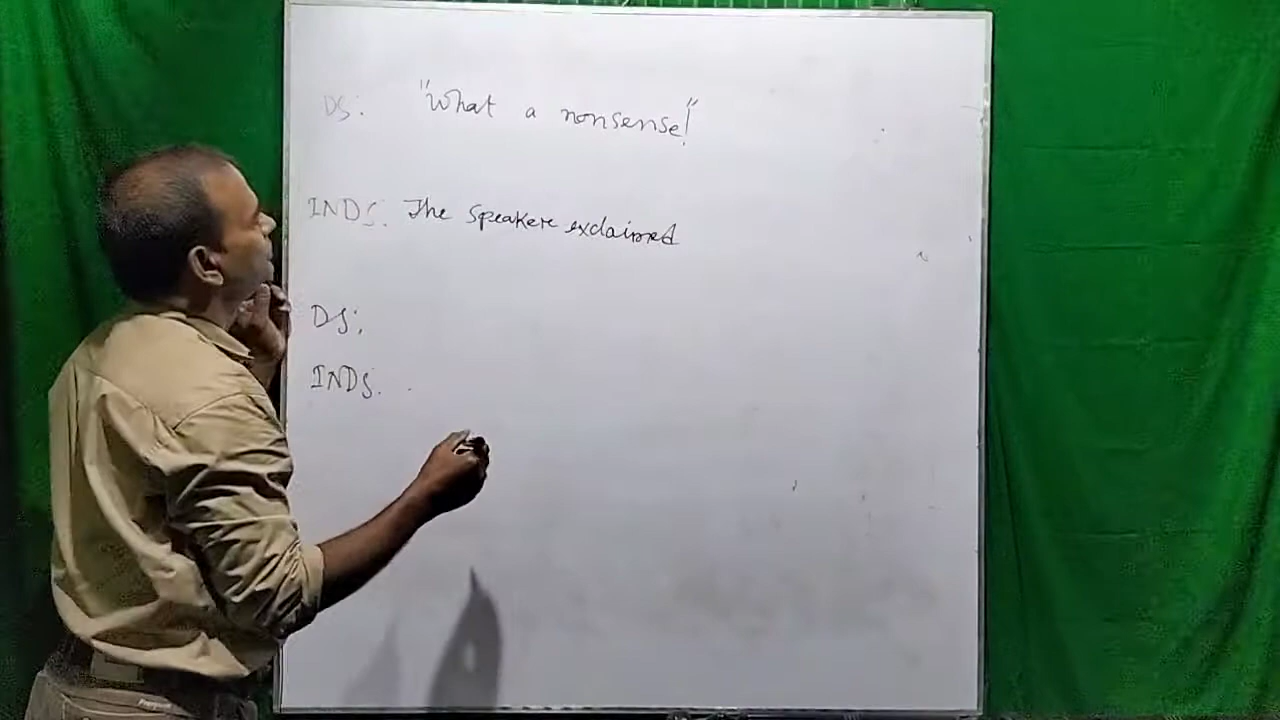 DS: "What a nonsense!"
INDS. The speaker exclaimed
DS:
INDS.